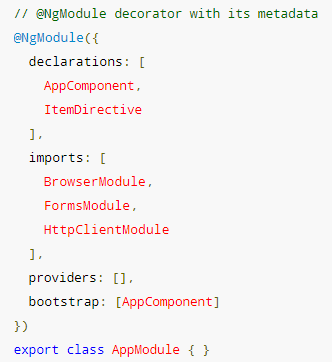 // @NgModule decorator with its metadata
@NgModule({
  declarations: [
    AppComponent,
    ItemDirective
  ],
  imports: [
    BrowserModule,
    FormsModule,
    HttpClientModule
  ],
  providers: [],
  bootstrap: [AppComponent]
})
export class AppModule { }